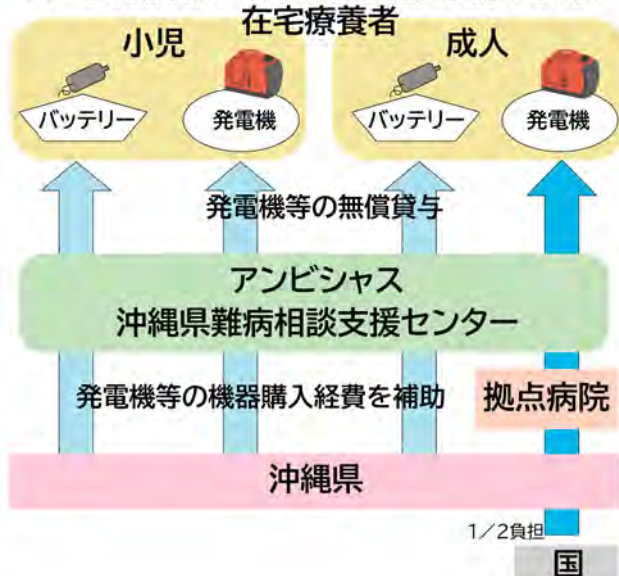 在宅療養者
小児
成人
バッテリー
発電機
バッテリー
発電機
発電機等の無償貸与
アンビシャス
沖縄県難病相談支援センター
発電機等の機器購入経費を補助
拠点病院
沖縄県
1/2負担
国